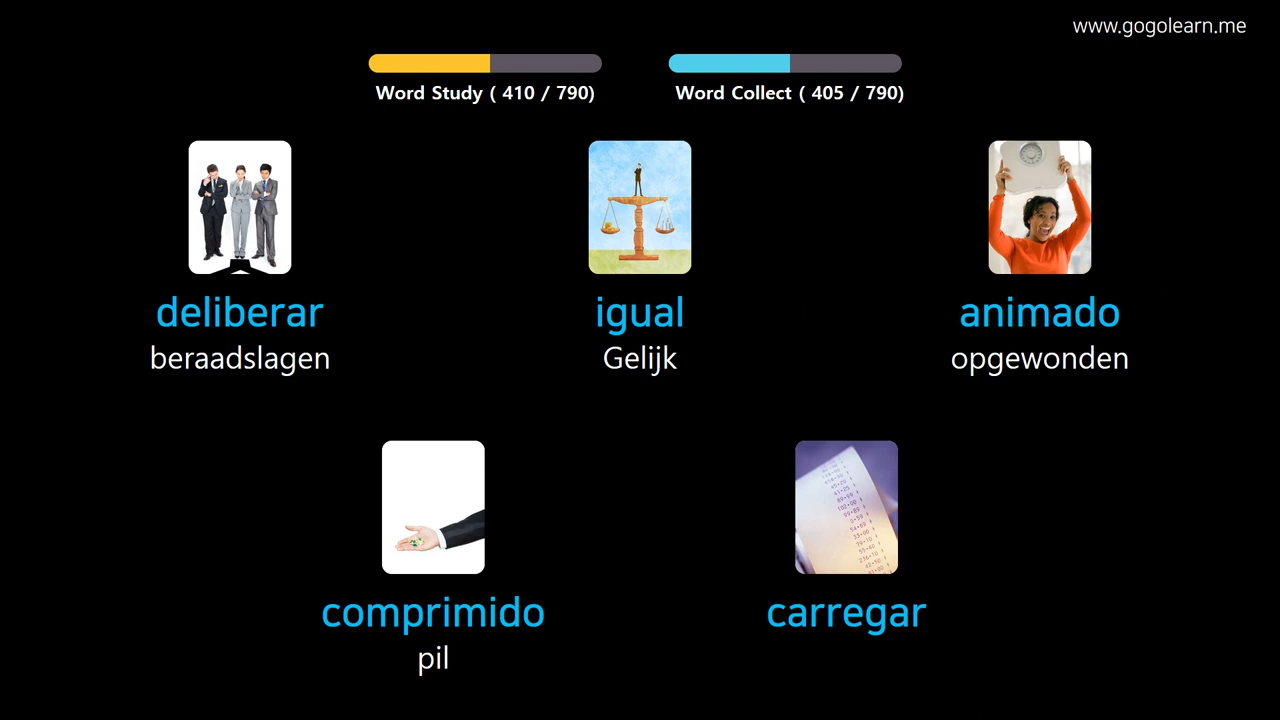 www.gogolearn.me
Word Study ( 410 / 790)
Word Collect ( 405 / 790)
deliberar
beraadslagen
igual
Gelijk
animado
opgewonden
comprimido
pil
carregar